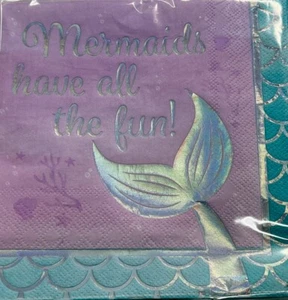 Mermaids
have all
the fun!